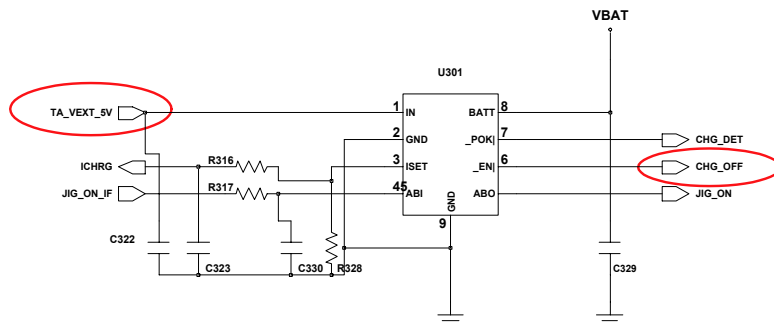 VBAT
U301
TA_VEXT_5V
1
IN
BATT
8
2
GND
_POK|
7
CHG_DET
ICHRG
R316
3
ISET
_EN|
6
CHG_OFF
JIG_ON_IF
R317
45
ABI
ABO
JIG_ON
GND
9
C322
C323
C330
R328
C329